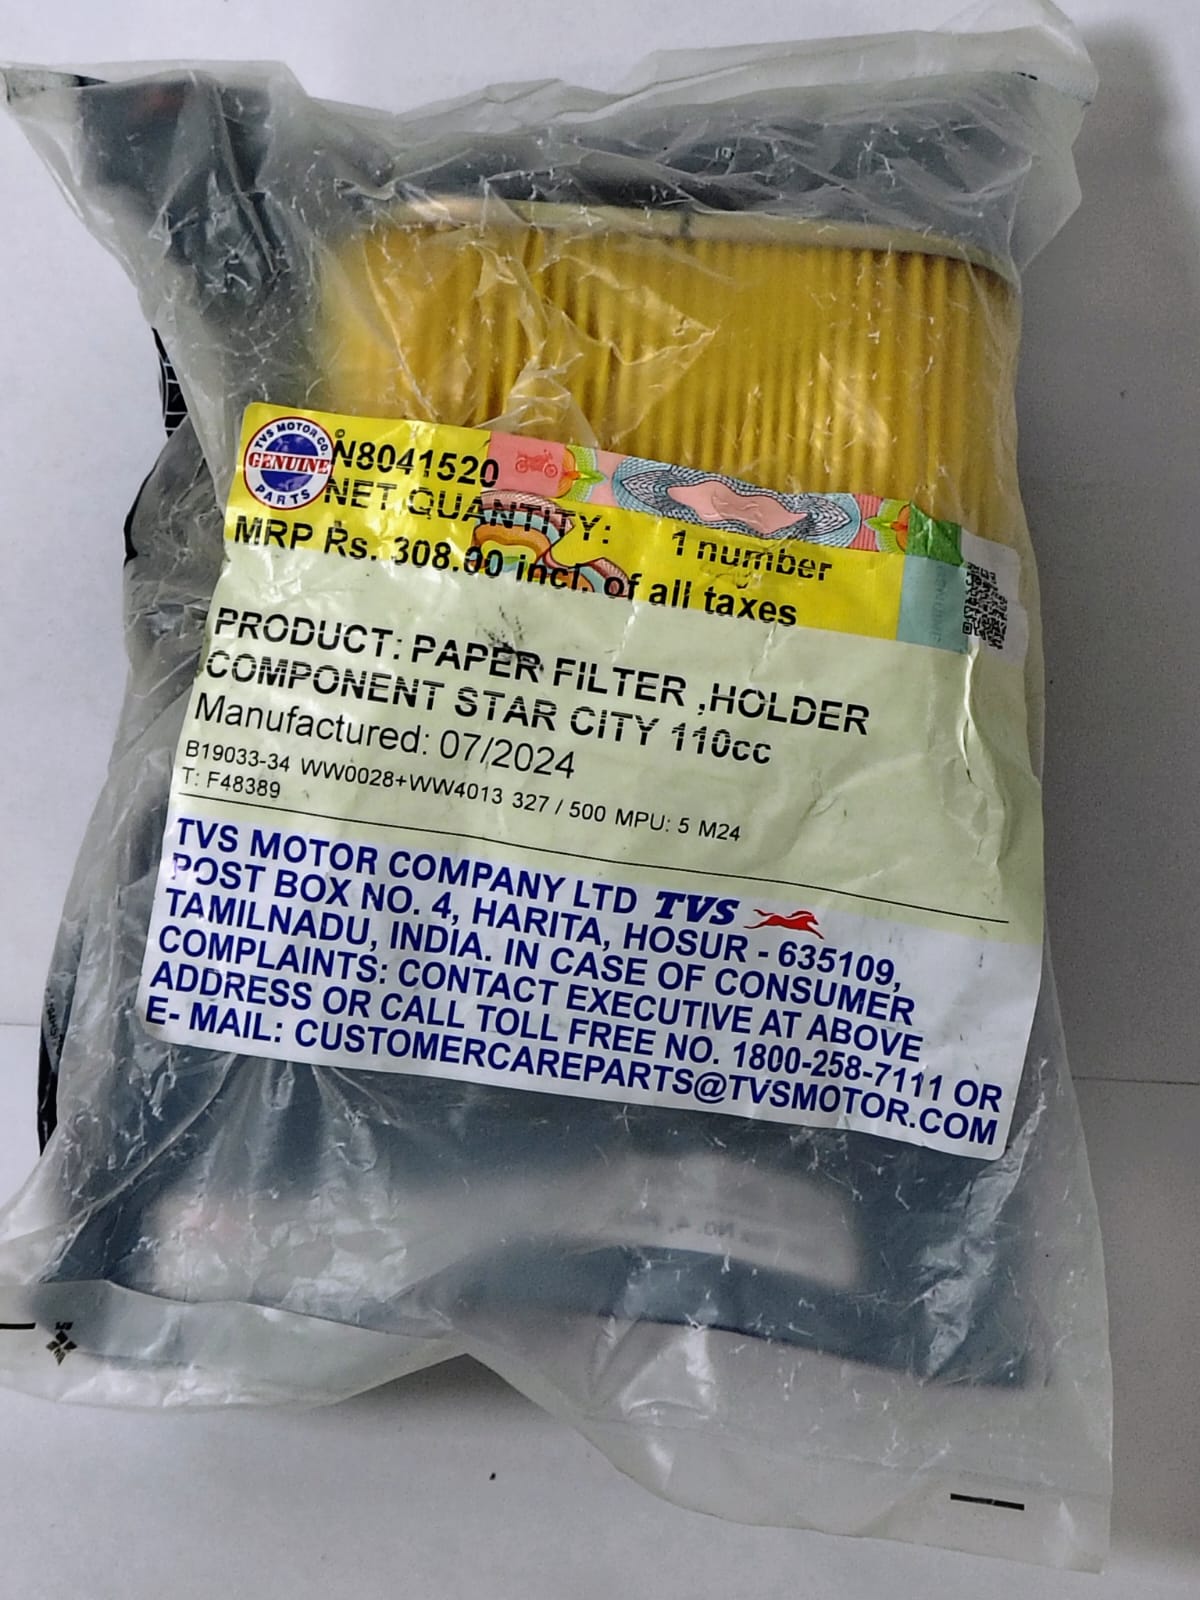 TVS MOTOR CO.
GENUINE
PARTS
©
N8041520
NET QUANTITY: 1 number
MRP Rs. 308.00 incl. of all taxes
PRODUCT: PAPER FILTER ,HOLDER
COMPONENT STAR CITY 110cc
Manufactured: 07/2024
B19033-34 WW0028+WW4013 327 / 500 MPU: 5 M24
T: F48389
TVS MOTOR COMPANY LTD TVS
POST BOX NO. 4, HARITA, HOSUR - 635109,
TAMILNADU, INDIA. IN CASE OF CONSUMER
COMPLAINTS: CONTACT EXECUTIVE AT ABOVE
ADDRESS OR CALL TOLL FREE NO. 1800-258-7111 OR
E- MAIL: CUSTOMERCAREPARTS@TVSMOTOR.COM